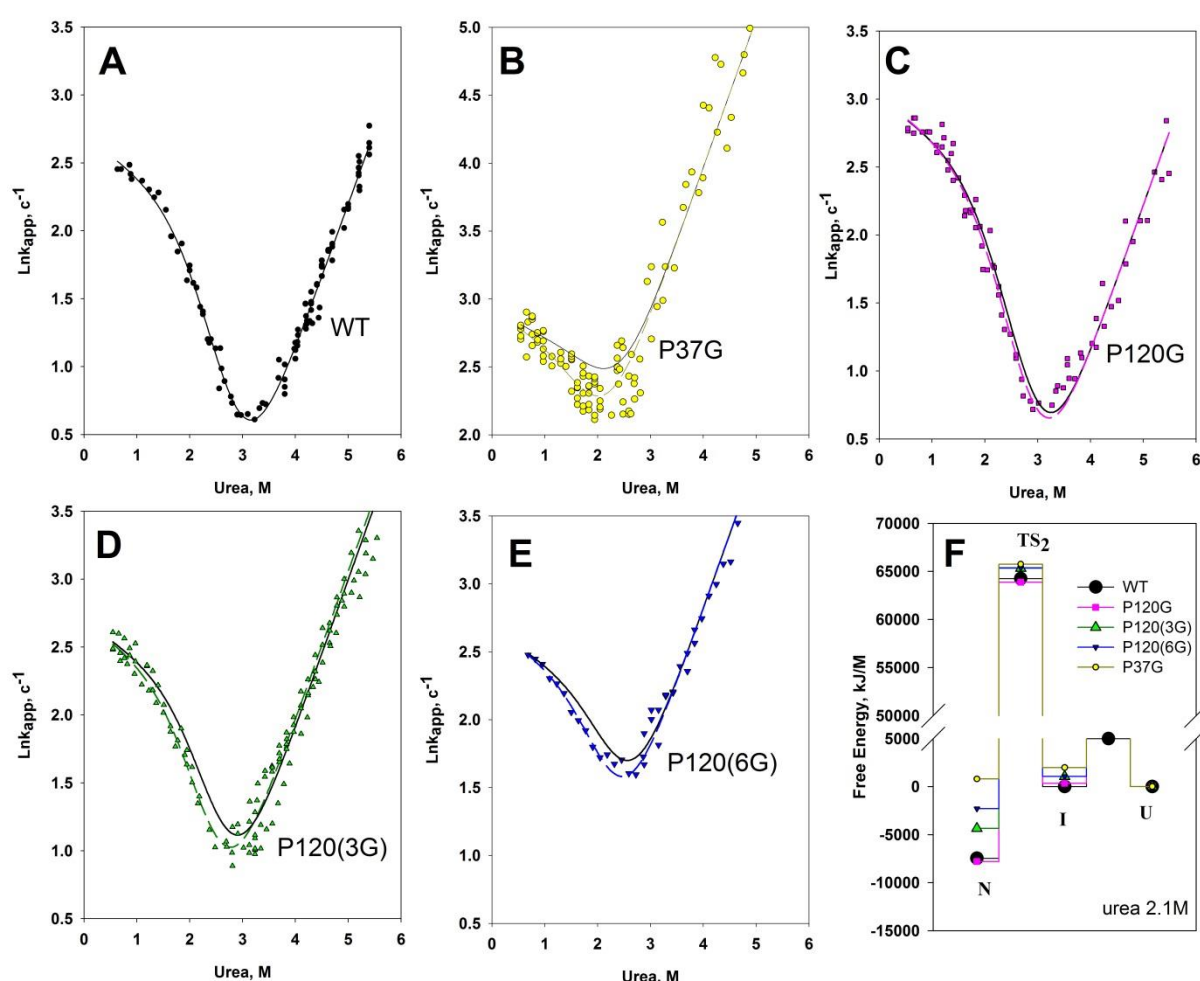 A
3.5
3.0
2.5
2.0
1.5
1.0
0.5
Lnkapp, c⁻¹
WT
0 1 2 3 4 5 6
Urea, M
B
5.0
4.5
4.0
3.5
3.0
2.5
2.0
Lnkapp, c⁻¹
P37G
0 1 2 3 4 5 6
Urea, M
C
3.5
3.0
2.5
2.0
1.5
1.0
0.5
Lnkapp, c⁻¹
P120G
0 1 2 3 4 5 6
Urea, M
D
3.5
3.0
2.5
2.0
1.5
1.0
0.5
Lnkapp, c⁻¹
P120(3G)
0 1 2 3 4 5 6
Urea, M
E
3.5
3.0
2.5
2.0
1.5
1.0
0.5
Lnkapp, c⁻¹
P120(6G)
0 1 2 3 4 5 6
Urea, M
F
70000
65000
60000
55000
50000
5000
0
-5000
-10000
-15000
Free Energy, kJ/M
TS₂
WT
P120G
P120(3G)
P120(6G)
P37G
I
U
N
urea 2.1M